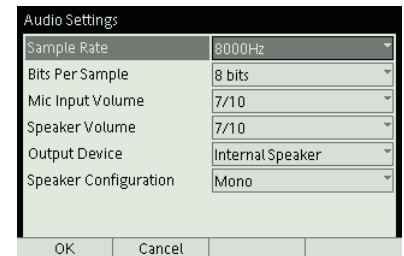 Audio Settings
Sample Rate 8000Hz
Bits Per Sample 8 bits
Mic Input Volume 7/10
Speaker Volume 7/10
Output Device Internal Speaker
Speaker Configuration Mono
OK Cancel